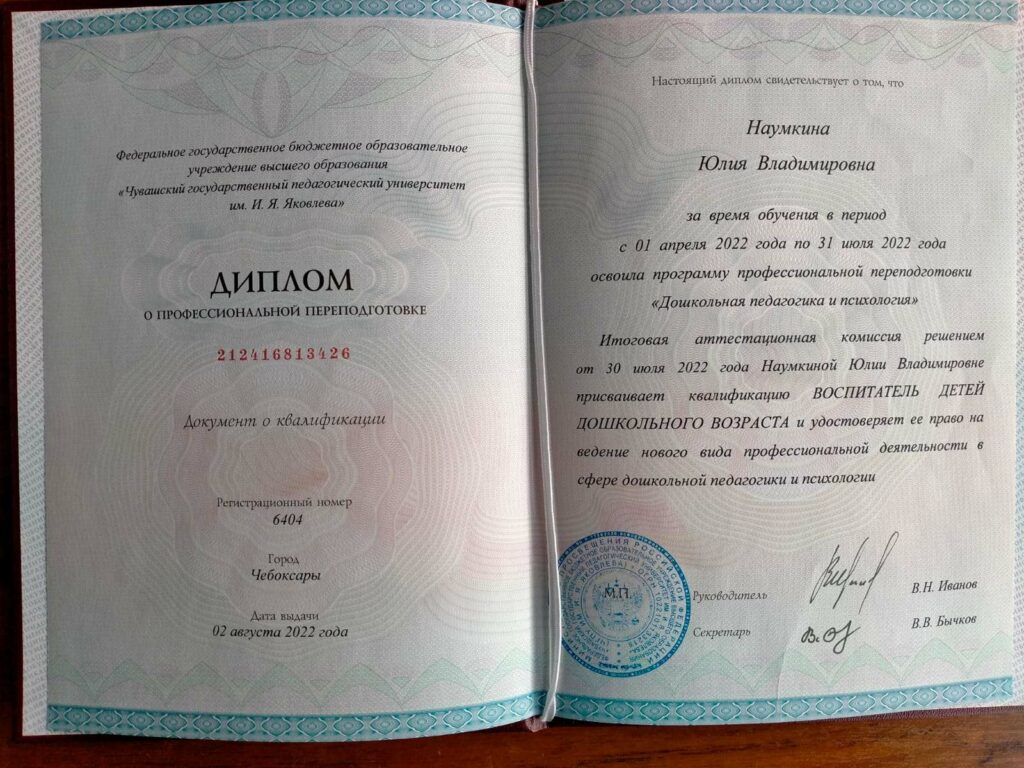 Федеральное государственное бюджетное образовательное
учреждение высшего образования
«Чувашский государственный педагогический университет
им. И. Я. Яковлева»
ДИПЛОМ
О ПРОФЕССИОНАЛЬНОЙ ПЕРЕПОДГОТОВКЕ
212416813426
Документ о квалификации
Регистрационный номер
6404
Город
Чебоксары
Дата выдачи
02 августа 2022 года
Настоящий диплом свидетельствует о том, что
Наумкина
Юлия Владимировна
за время обучения в период
с 01 апреля 2022 года по 31 июля 2022 года
освоила программу профессиональной переподготовки
«Дошкольная педагогика и психология»
Итоговая аттестационная комиссия решением
от 30 июля 2022 года Наумкиной Юлии Владимировне
присваивает квалификацию ВОСПИТАТЕЛЬ ДЕТЕЙ
ДОШКОЛЬНОГО ВОЗРАСТА и удостоверяет ее право на
ведение нового вида профессиональной деятельности в
сфере дошкольной педагогики и психологии
М.П.
Руководитель
В.Н. Иванов
Секретарь
В.В. Бычков